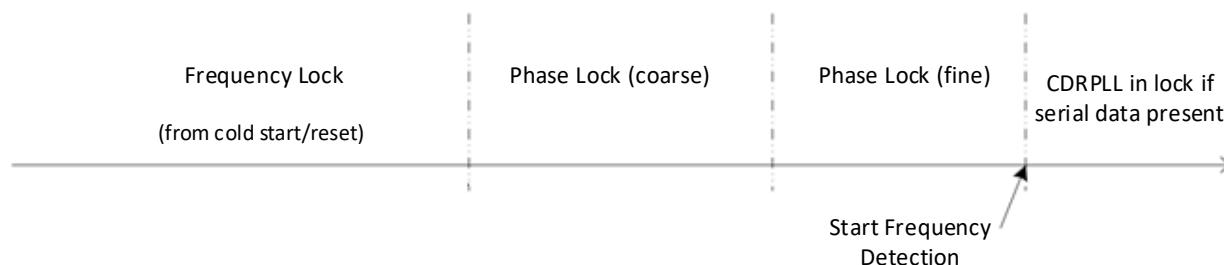 Frequency Lock
(from cold start/reset)
Phase Lock (coarse)
Phase Lock (fine)
CDRPLL in lock if
serial data present
Start Frequency
Detection